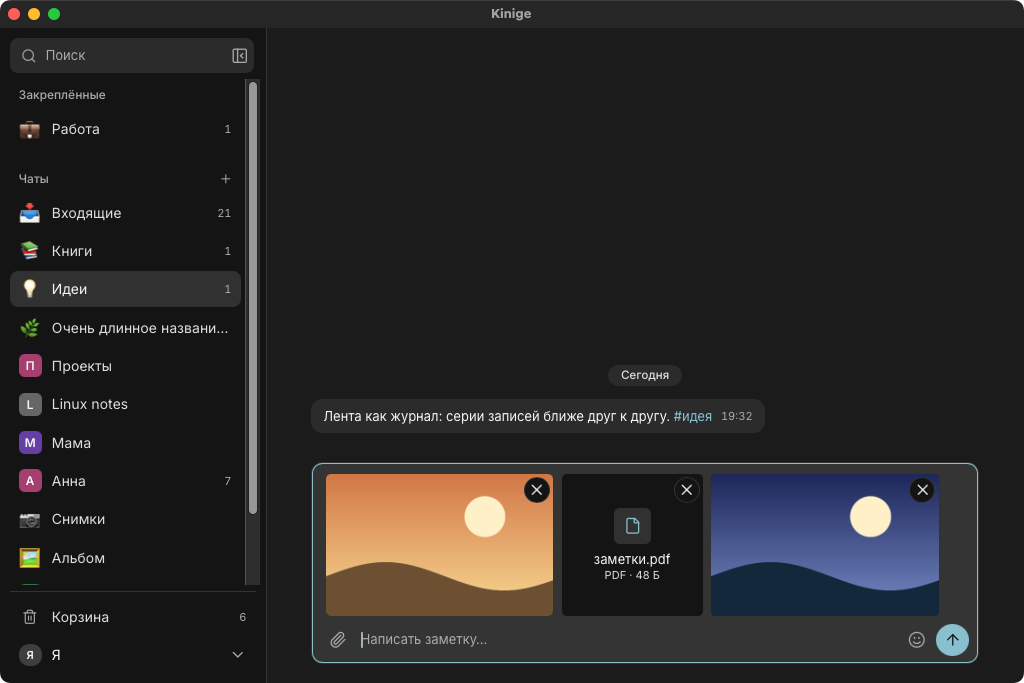 Kinige
Поиск
Закреплённые
Работа 1
Чаты
Входящие 21
Книги 1
Идеи 1
Очень длинное названи...
П Проекты
L Linux notes
М Мама
А Анна 7
Снимки
Альбом
Корзина 6
Я Я
Сегодня
Лента как журнал: серии записей ближе друг к другу. #идея 19:32
заметки.pdf
PDF · 48 Б
Написать заметку...